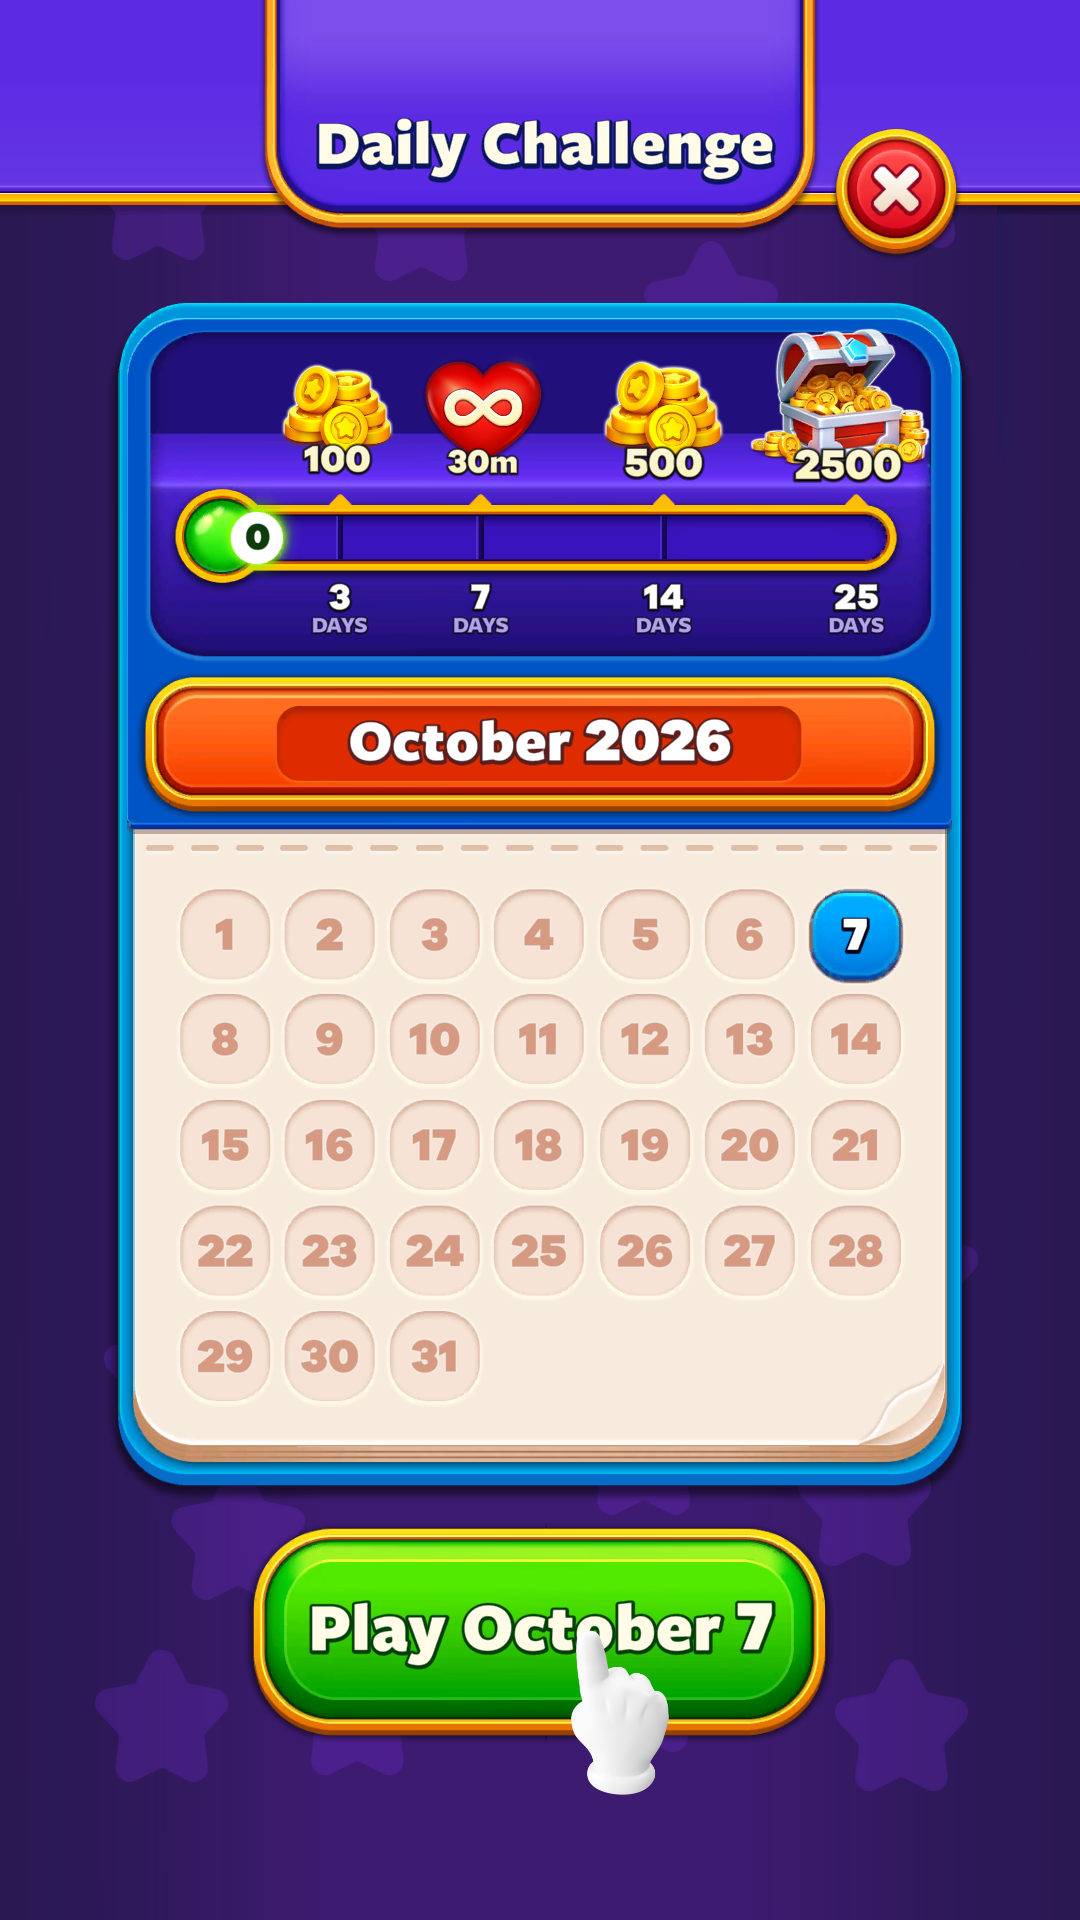 Daily Challenge
100 30m 500 2500
0
3 7 14 25
DAYS DAYS DAYS DAYS
October 2026
1 2 3 4 5 6 7
8 9 10 11 12 13 14
15 16 17 18 19 20 21
22 23 24 25 26 27 28
29 30 31
Play October 7